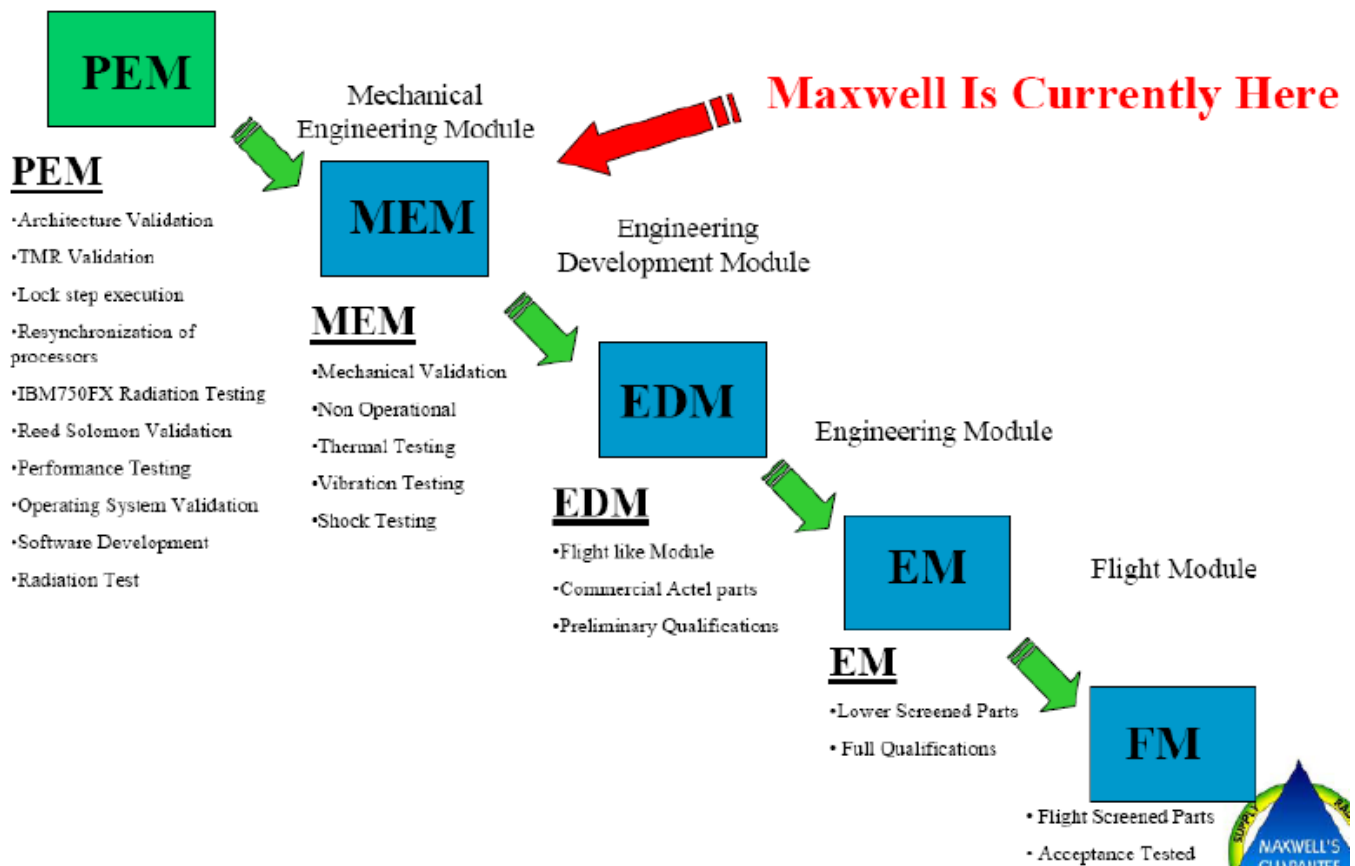 PEM
Mechanical
Engineering Module
Maxwell Is Currently Here
PEM
•Architecture Validation
•TMR Validation
•Lock step execution
•Resynchronization of
processors
•IBM750FX Radiation Testing
•Reed Solomon Validation
•Performance Testing
•Operating System Validation
•Software Development
•Radiation Test
MEM
MEM
•Mechanical Validation
•Non Operational
•Thermal Testing
•Vibration Testing
•Shock Testing
Engineering
Development Module
EDM
EDM
•Flight like Module
•Commercial Actel parts
•Preliminary Qualifications
Engineering Module
EM
EM
•Lower Screened Parts
• Full Qualifications
Flight Module
FM
• Flight Screened Parts
• Acceptance Tested
SUPPLY
MAXWELL'S